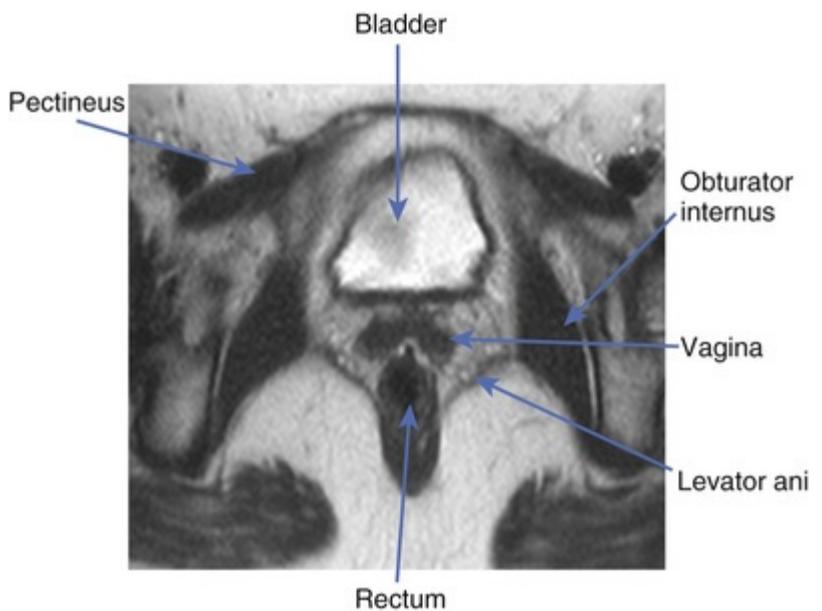 Bladder
Pectineus
Obturator
internus
Vagina
Levator ani
Rectum